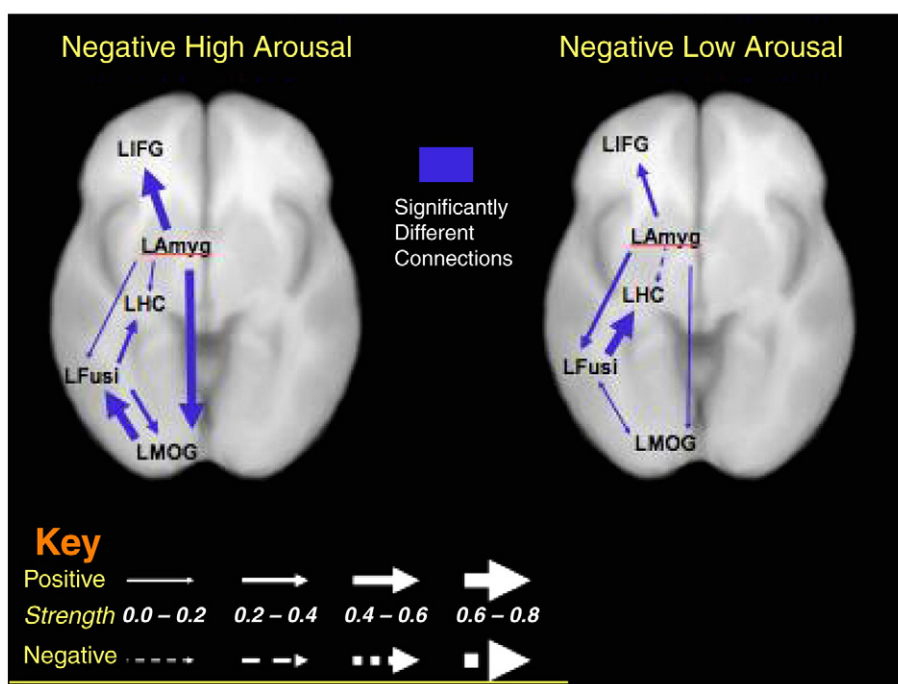 Negative High Arousal
Negative Low Arousal
LIFG
LAmyg
LHC
LFusi
LMOG
Significantly
Different
Connections
LIFG
LAmyg
LHC
LFusi
LMOG
Key
Positive
Strength 0.0 – 0.2 0.2 – 0.4 0.4 – 0.6 0.6 – 0.8
Negative